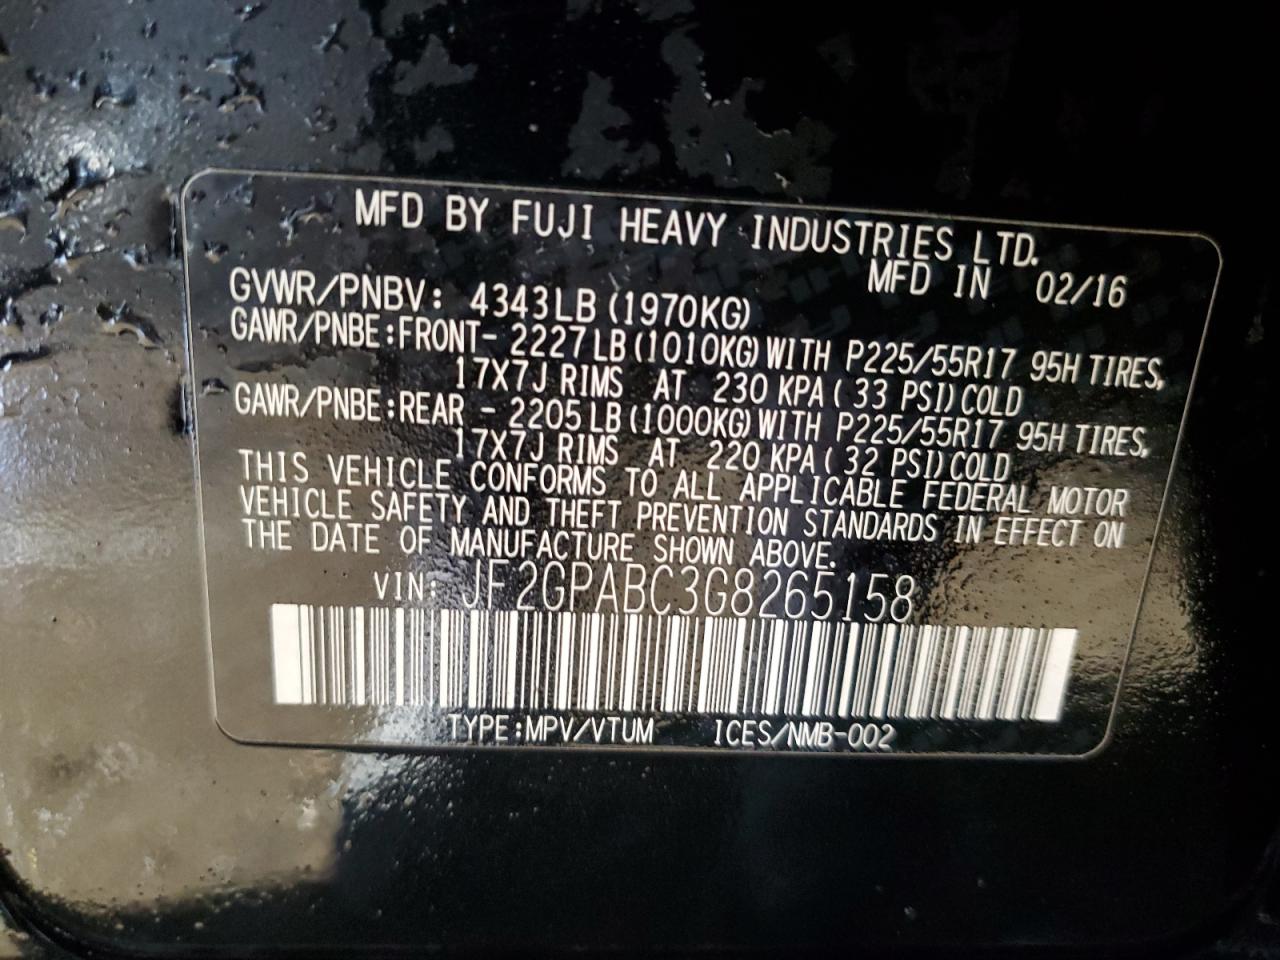 MFD BY FUJI HEAVY INDUSTRIES LTD.
MFD IN 02/16
GVWR/PNBV: 4343LB (1970KG)
GAWR/PNBE:FRONT- 2227LB(1010KG)WITH P225/55R17 95H TIRES,
17X7J RIMS AT 230 KPA( 33 PSI)COLD
GAWR/PNBE:REAR - 2205LB(1000KG)WITH P225/55R17 95H TIRES,
17X7J RIMS AT 220 KPA( 32 PSI)COLD
THIS VEHICLE CONFORMS TO ALL APPLICABLE FEDERAL MOTOR
VEHICLE SAFETY AND THEFT PREVENTION STANDARDS IN EFFECT ON
THE DATE OF MANUFACTURE SHOWN ABOVE.
VIN: JF2GPABC3G8265158
TYPE:MPV/VTUM ICES/NMB-002